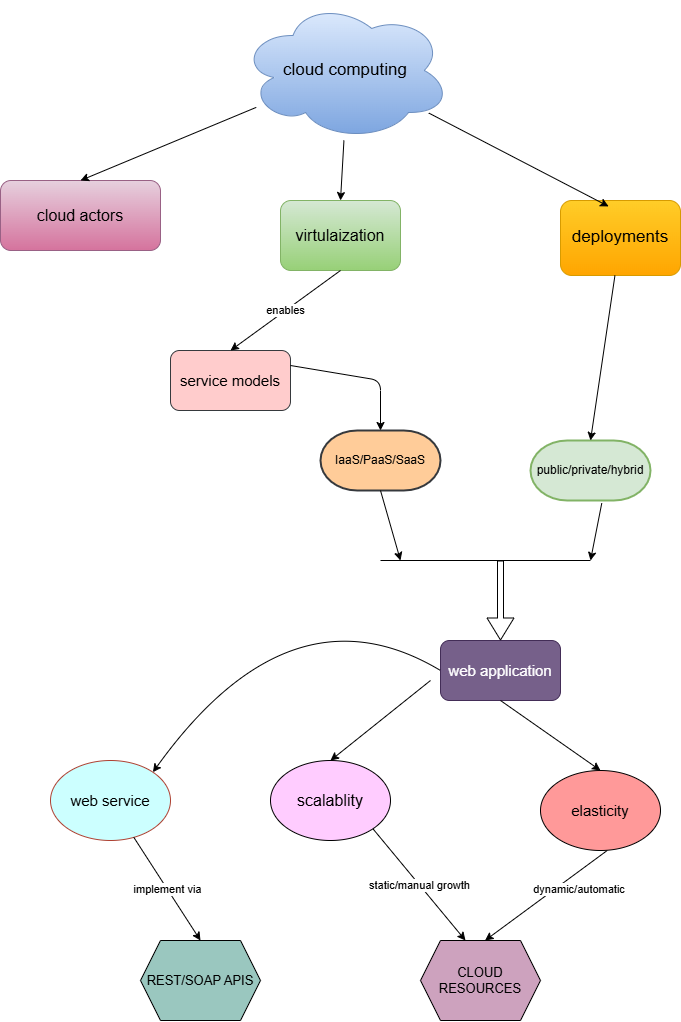 cloud computing
cloud actors
virtulaization
deployments
enables
service models
IaaS/PaaS/SaaS
public/private/hybrid
web application
web service
scalablity
elasticity
implement via
static/manual growth
dynamic/automatic
REST/SOAP APIS
CLOUD
RESOURCES